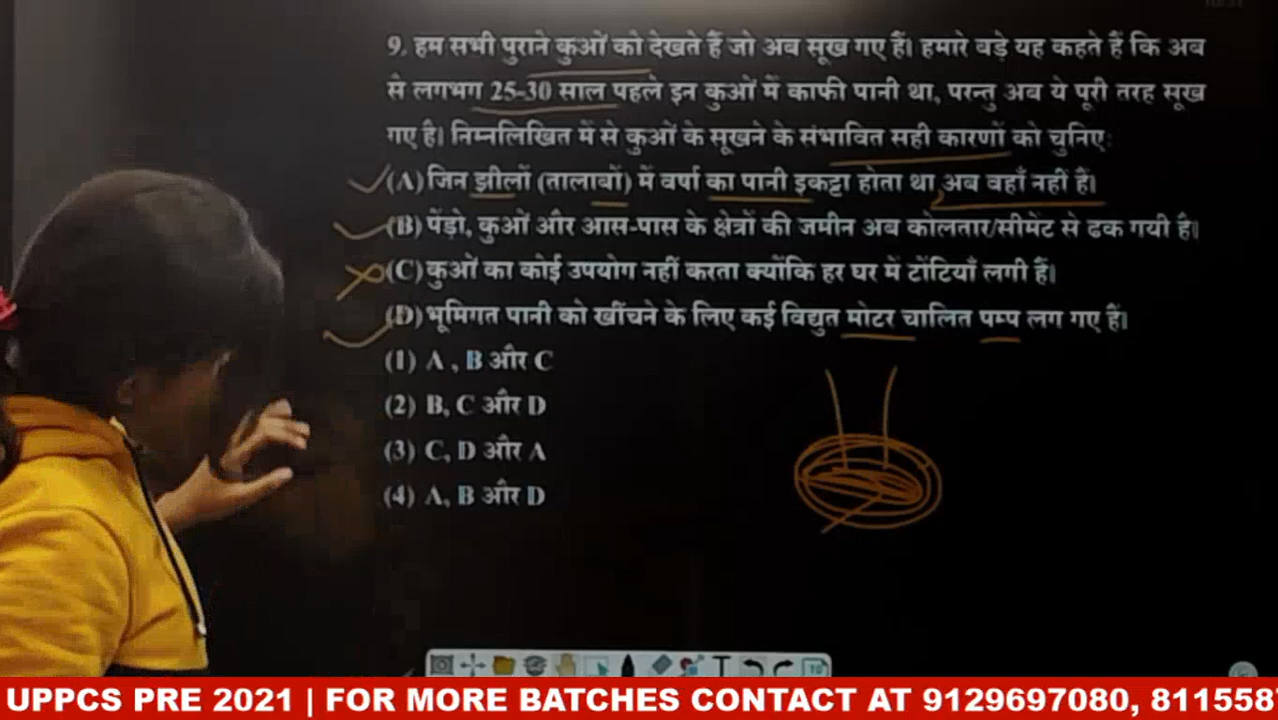 9. हम सभी पुराने कुओं को देखते हैं जो अब सूख गए हैं। हमारे बड़े यह कहते हैं कि अब
से लगभग 25-30 साल पहले इन कुओं में काफी पानी था, परन्तु अब ये पूरी तरह सूख
गए है। निम्नलिखित में से कुओं के सूखने के संभावित सही कारणों को चुनिए:
(A) जिन झीलों (तालाबों) में वर्षा का पानी इकट्टा होता था, अब वहाँ नहीं हैं।
(B) पेंड़ो, कुओं और आस-पास के क्षेत्रों की जमीन अब कोलतार/सीमेंट से ढक गयी है।
(C) कुओं का कोई उपयोग नहीं करता क्योंकि हर घर में टोंटियाँ लगी हैं।
(D) भूमिगत पानी को खींचने के लिए कई विद्युत मोटर चालित पम्प लग गए हैं।
(1) A , B और C
(2) B, C और D
(3) C, D और A
(4) A, B और D
UPPCS PRE 2021 | FOR MORE BATCHES CONTACT AT 9129697080, 811558